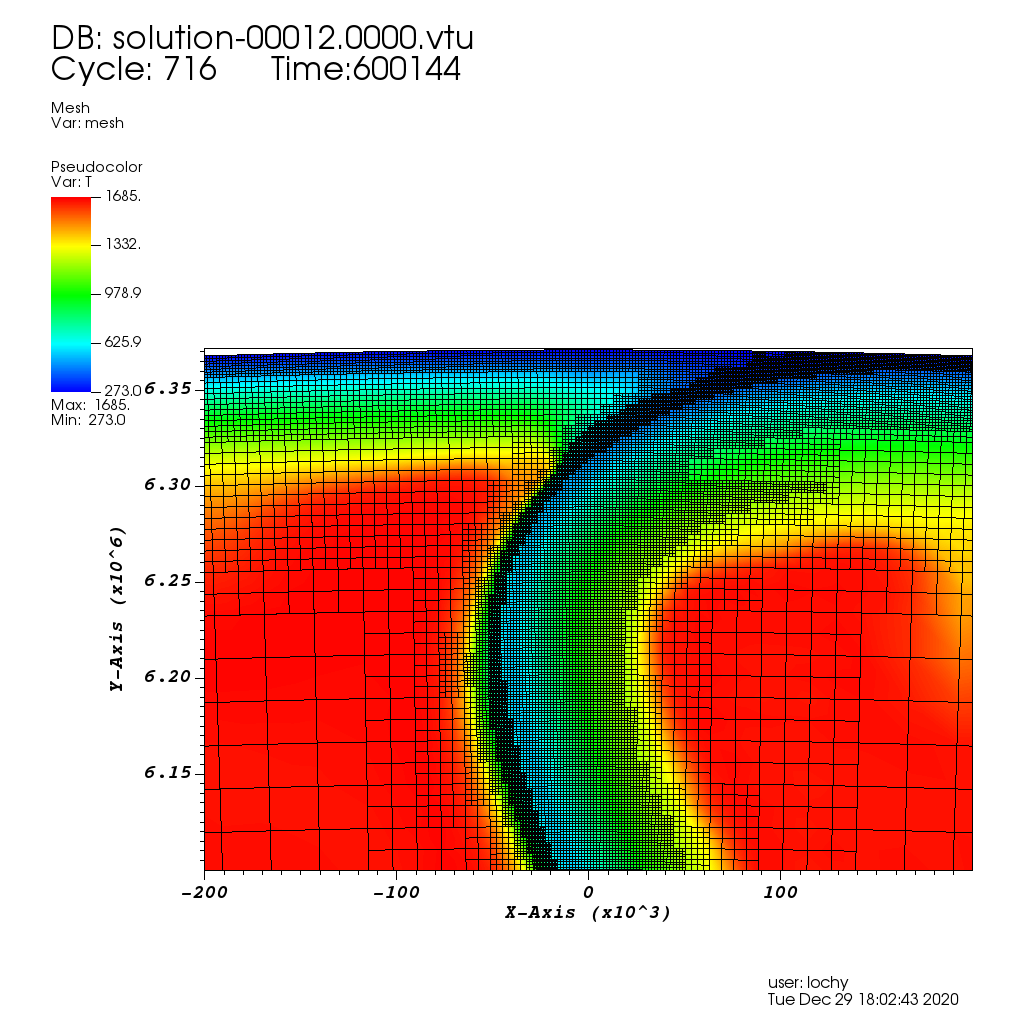 DB: solution-00012.0000.vtu
Cycle: 716 Time:600144
Mesh
Var: mesh
Pseudocolor
Var: T
1685.
1332.
978.9
625.9
273.0
Max: 1685.
Min: 273.0
6.35
6.30
6.25
6.20
6.15
Y-Axis (x10^6)
-200 -100 0 100
X-Axis (x10^3)
user: lochy
Tue Dec 29 18:02:43 2020